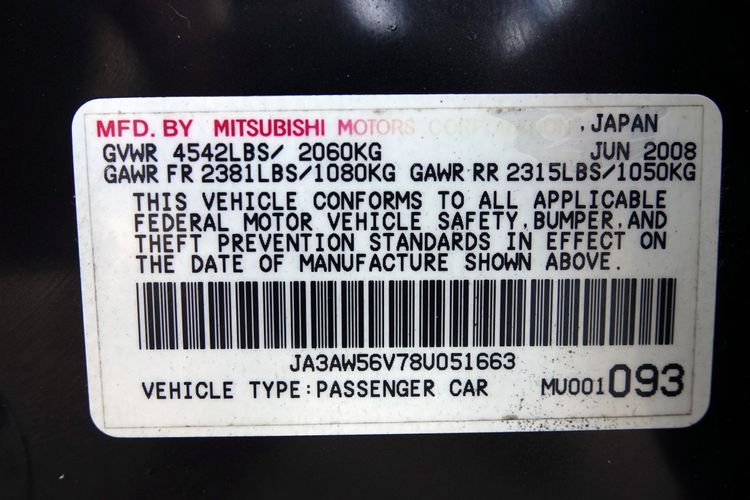 MFD. BY MITSUBISHI MOTORS CORPORATION , JAPAN
GVWR 4542LBS/ 2060KG JUN 2008
GAWR FR 2381LBS/1080KG GAWR RR 2315LBS/1050KG
THIS VEHICLE CONFORMS TO ALL APPLICABLE
FEDERAL MOTOR VEHICLE SAFETY, BUMPER, AND
THEFT PREVENTION STANDARDS IN EFFECT ON
THE DATE OF MANUFACTURE SHOWN ABOVE.
JA3AW56V78U051663
VEHICLE TYPE:PASSENGER CAR MU001 093